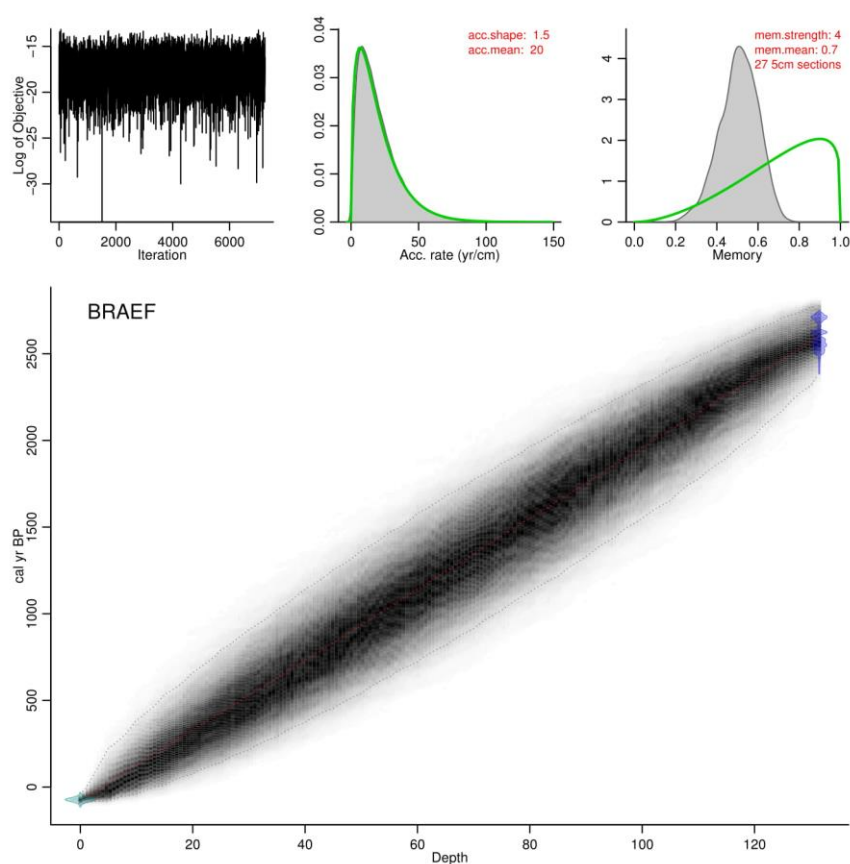 Log of Objective
-15
-20
-25
-30
0 2000 4000 6000
Iteration
acc.shape: 1.5
acc.mean: 20
0.04
0.03
0.02
0.01
0.00
0 50 100 150
Acc. rate (yr/cm)
mem.strength: 4
mem.mean: 0.7
27 5cm sections
4
3
2
1
0
0.0 0.2 0.4 0.6 0.8 1.0
Memory
BRAEF
cal yr BP
2500
2000
1500
1000
500
0
0 20 40 60 80 100 120
Depth